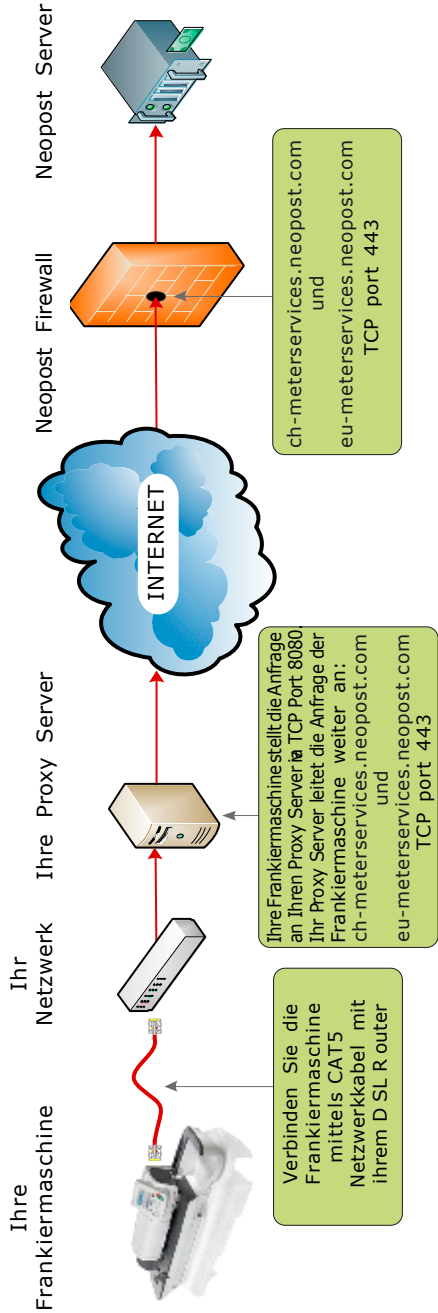 Ihre
Frankiermaschine
Ihr
Netzwerk
Ihre Proxy Server
INTERNET
Neopost Firewall
Neopost Server
Verbinden Sie die
Frankiermaschine
mittels CAT5
Netzwerkkabel mit
ihrem D SL R outer
Ihre Frankiermaschine stellt die Anfrage
an Ihren Proxy Server via TCP Port 8080.
Ihr Proxy Server leitet die Anfrage der
Frankiermaschine weiter an:
ch-meterservices.neopost.com
und
eu-meterservices.neopost.com
TCP port 443
ch-meterservices.neopost.com
und
eu-meterservices.neopost.com
TCP port 443